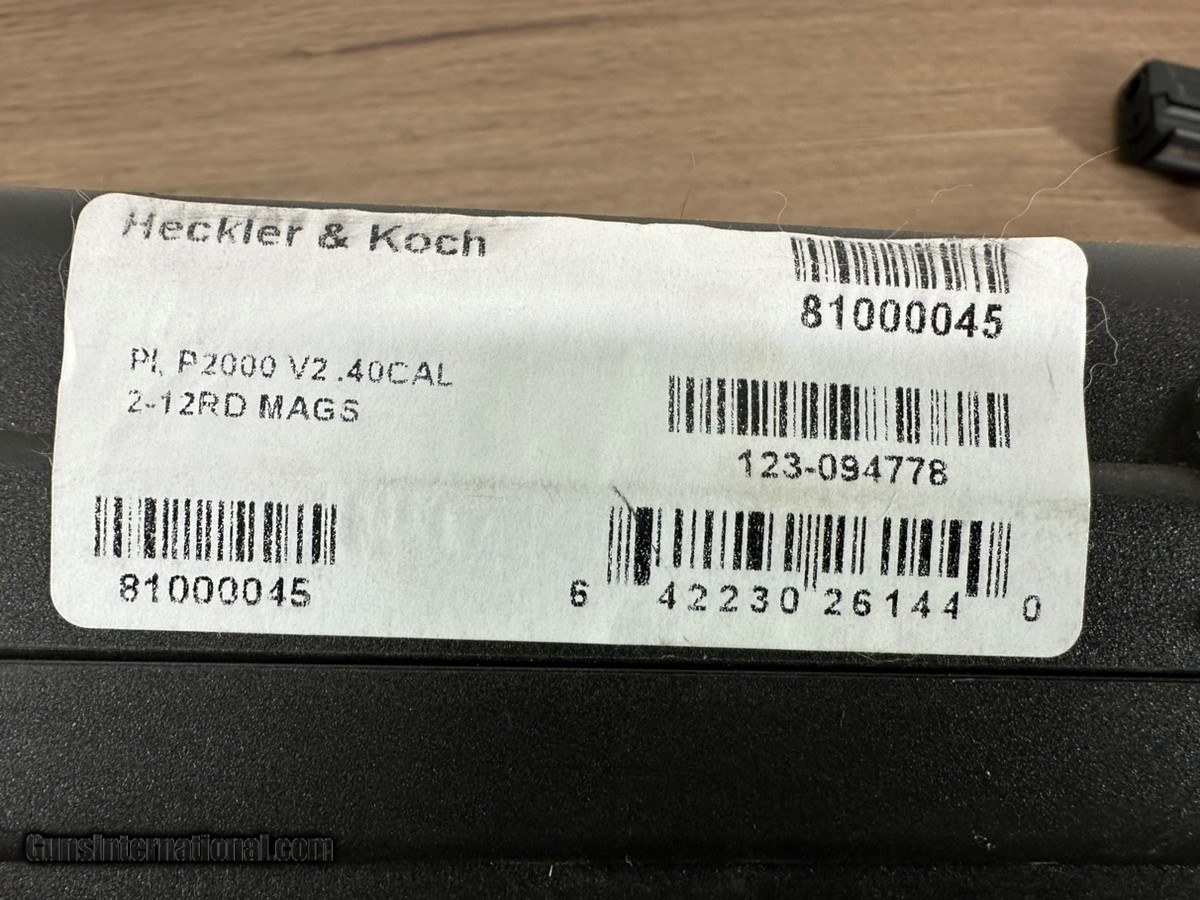 Heckler & Koch
81000045
PI, P2000 V2 .40CAL
2-12RD MAGS
123-094778
81000045
6 42230 26144 0
GunsInternational.com